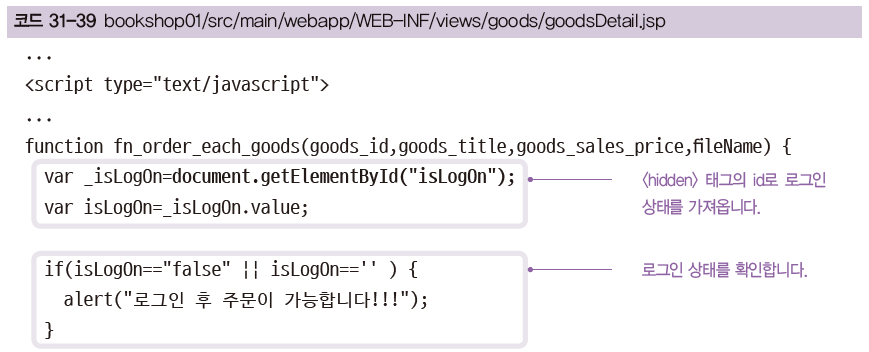 코드 31-39 bookshop01/src/main/webapp/WEB-INF/views/goods/goodsDetail.jsp
...
<script type="text/javascript">
...
function fn_order_each_goods(goods_id,goods_title,goods_sales_price,fileName) {
var _isLogOn=document.getElementById("isLogOn");
var isLogOn=_isLogOn.value;
<hidden> 태그의 id로 로그인
상태를 가져옵니다.
if(isLogOn=="false" || isLogOn=='' ) {
alert("로그인 후 주문이 가능합니다!!!");
}
로그인 상태를 확인합니다.